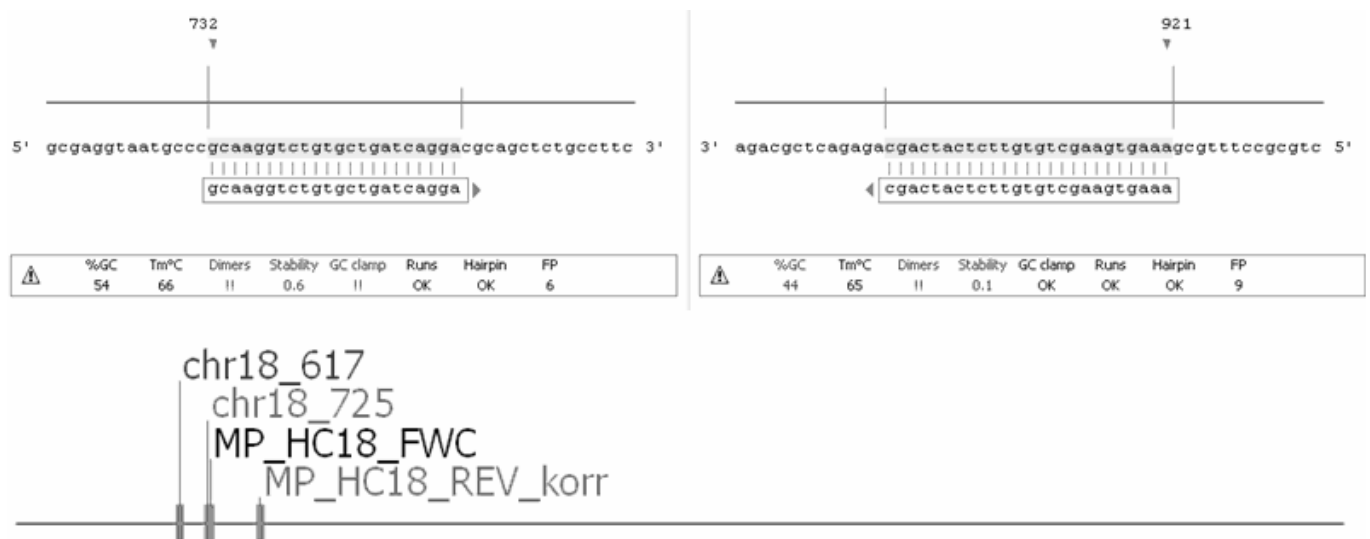 732
921
5' gcgaggtaatgcccgcaaggtctgtgctgatcaggacgcagctctgccttc 3'
3' agacgctcagagacgactactcttgtgtcgaagtgaaagcgtttccgcgtc 5'
gcaaggtctgtgctgatcagga
cgactactcttgtgtcgaagtgaaa
%GC Tm°C Dimers Stability GC clamp Runs Hairpin FP
54 66 !! 0.6 !! OK OK 6
%GC Tm°C Dimers Stability GC clamp Runs Hairpin FP
44 65 !! 0.1 OK OK OK 9
chr18_617
chr18_725
MP_HC18_FWC
MP_HC18_REV_korr